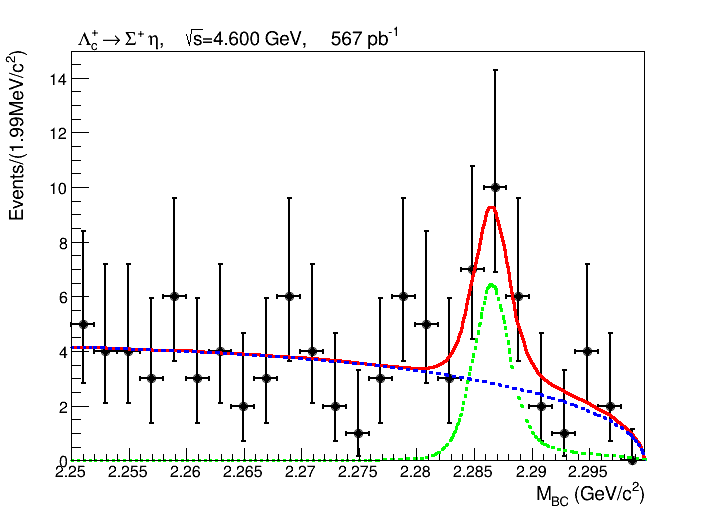 Λc+ → Σ+ η, √s=4.600 GeV, 567 pb-1
Events/(1.99MeV/c2)
14
12
10
8
6
4
2
0
2.25 2.255 2.26 2.265 2.27 2.275 2.28 2.285 2.29 2.295
MBC (GeV/c2)